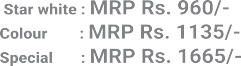 Star white : MRP Rs. 960/-
Colour : MRP Rs. 1135/-
Special : MRP Rs. 1665/-